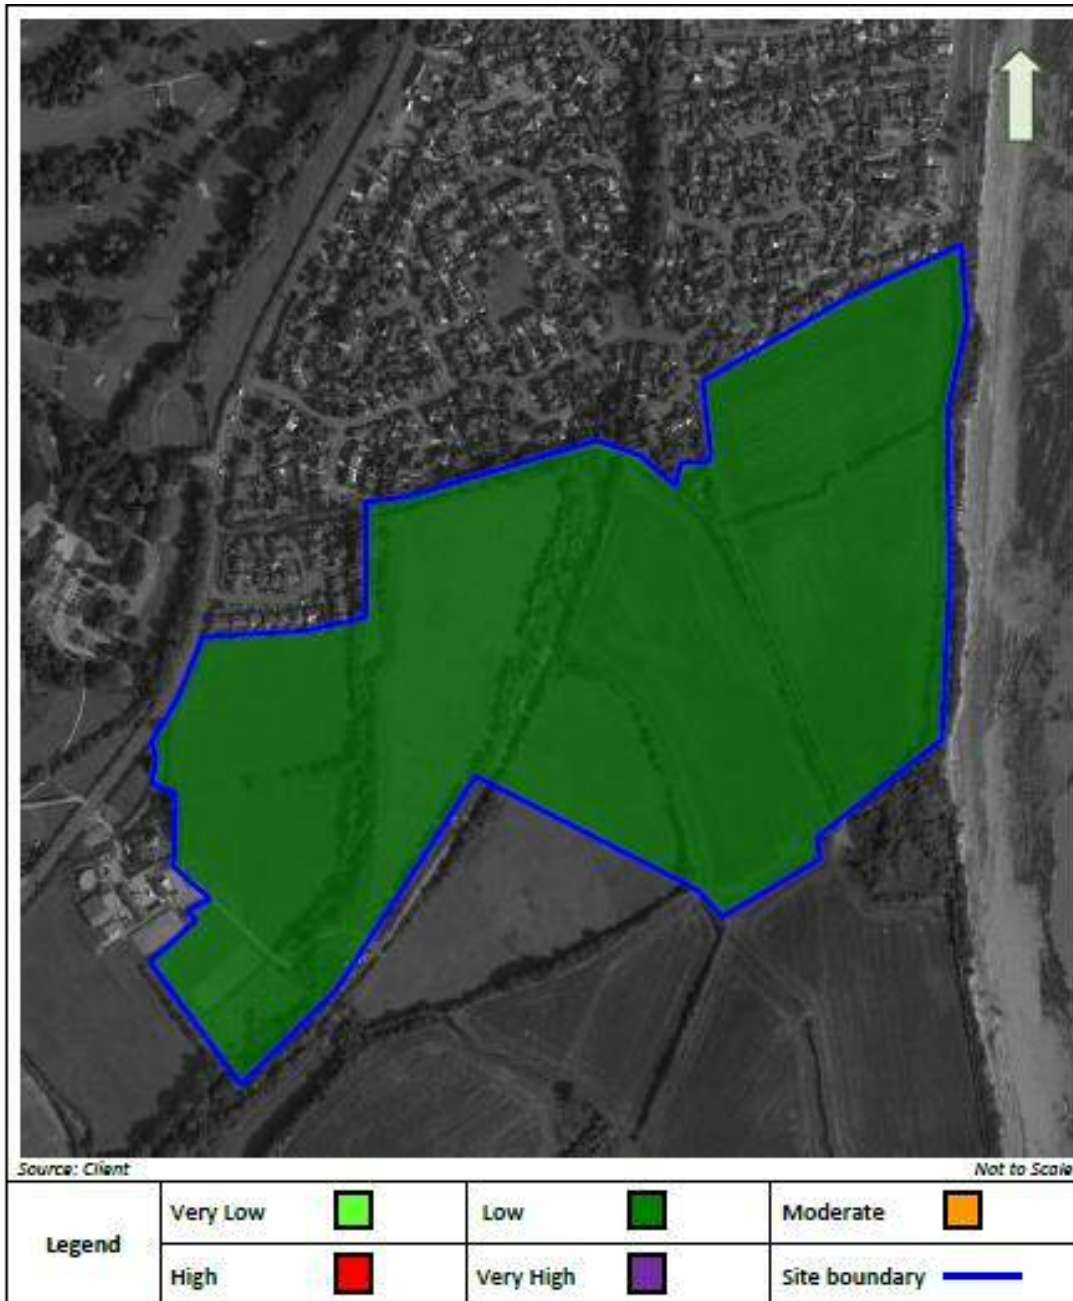 Source: Client
Not to Scale
Legend
Very Low
Low
Moderate
High
Very High
Site boundary